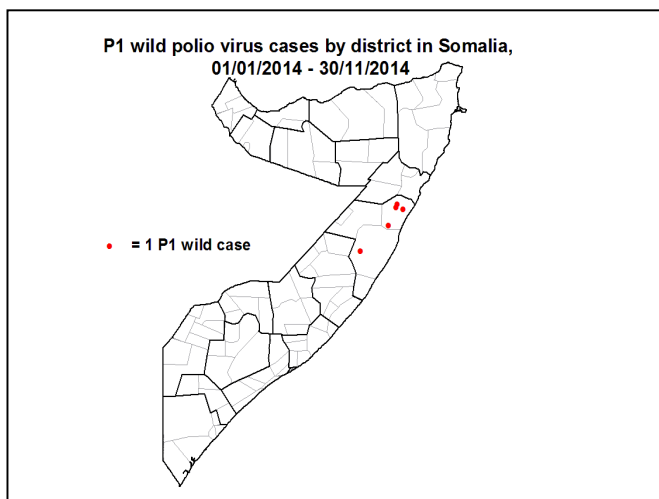 P1 wild polio virus cases by district in Somalia,
01/01/2014 - 30/11/2014
= 1 P1 wild case